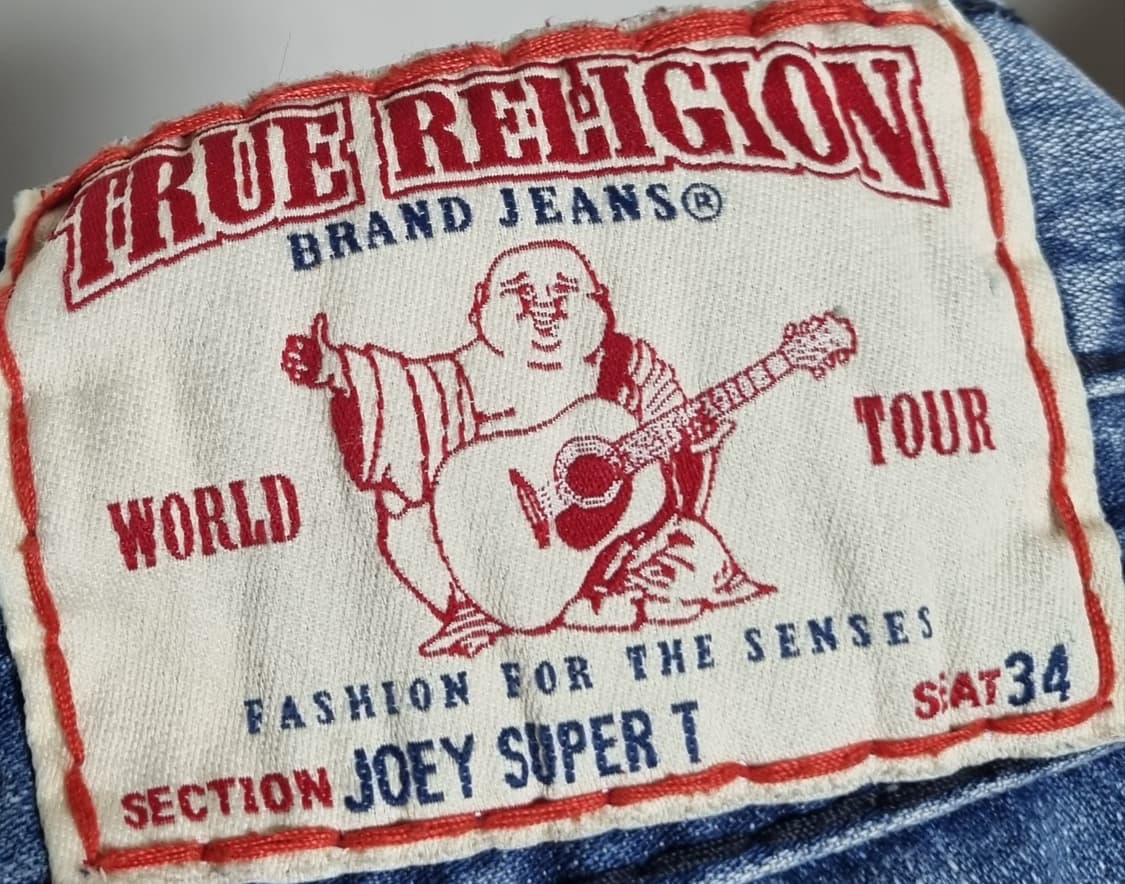 TRUE RELIGION
BRAND JEANS®
WORLD TOUR
FASHION FOR THE SENSES
SEAT 34
SECTION JOEY SUPER T